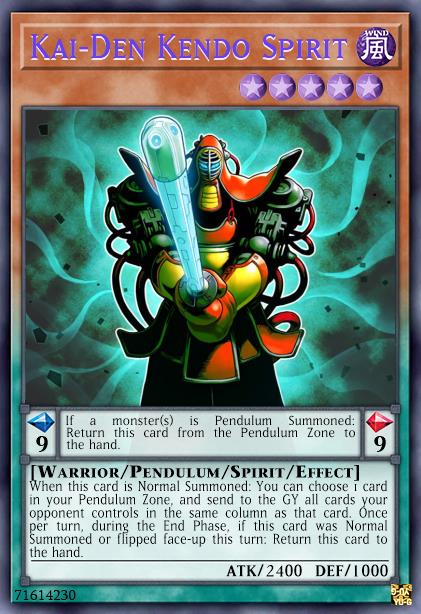 Kai-Den Kendo Spirit
WIND
風
If a monster(s) is Pendulum Summoned:
Return this card from the Pendulum Zone to
the hand.
9
9
[Warrior/Pendulum/Spirit/Effect]
When this card is Normal Summoned: You can choose 1 card
in your Pendulum Zone, and send to the GY all cards your
opponent controls in the same column as that card. Once
per turn, during the End Phase, if this card was Normal
Summoned or flipped face-up this turn: Return this card to
the hand.
ATK/2400 DEF/1000
71614230